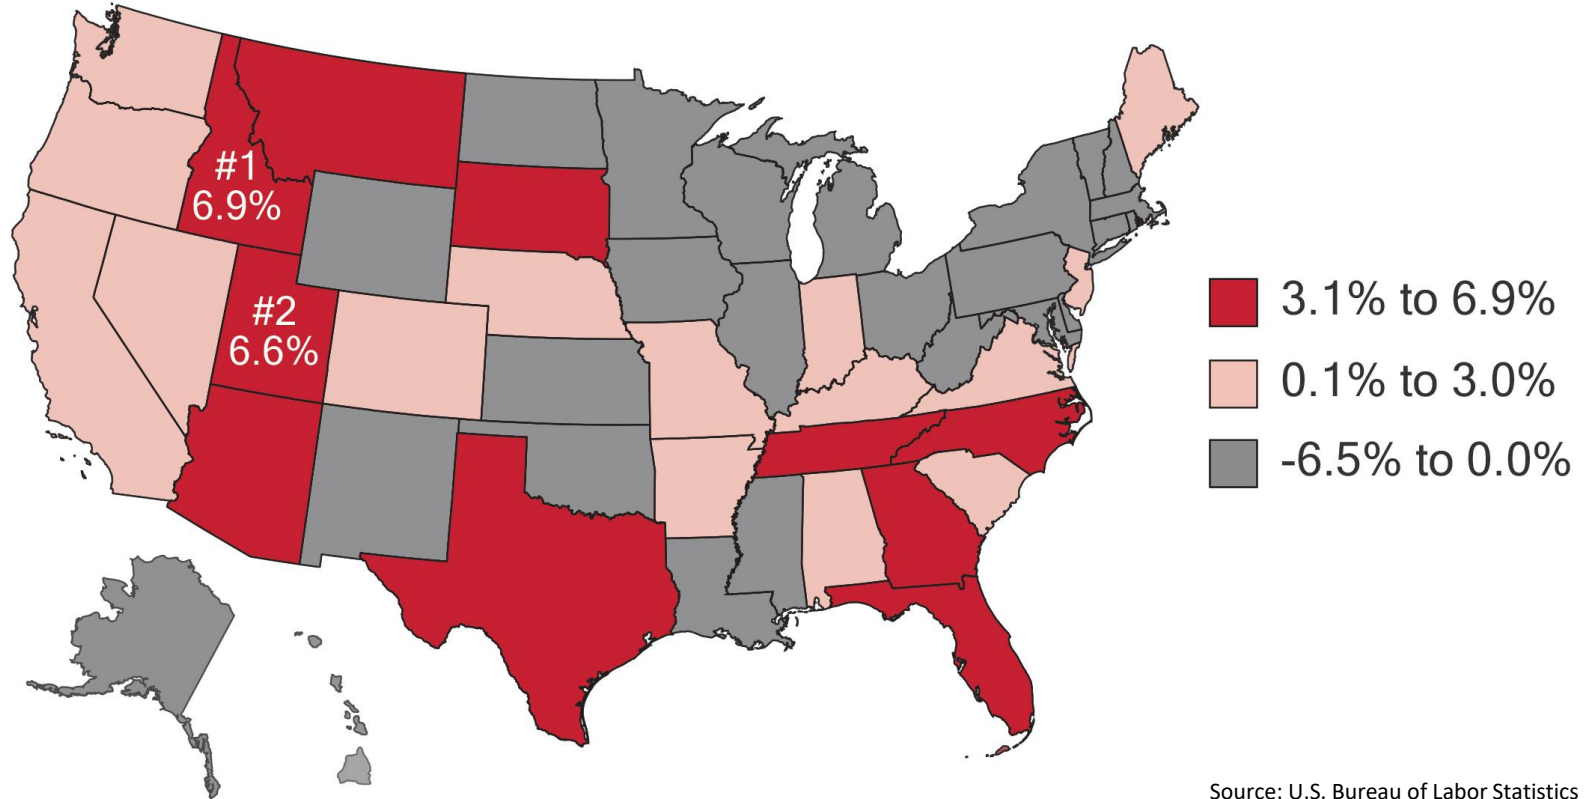 #1
6.9%
#2
6.6%
3.1% to 6.9%
0.1% to 3.0%
-6.5% to 0.0%
Source: U.S. Bureau of Labor Statistics